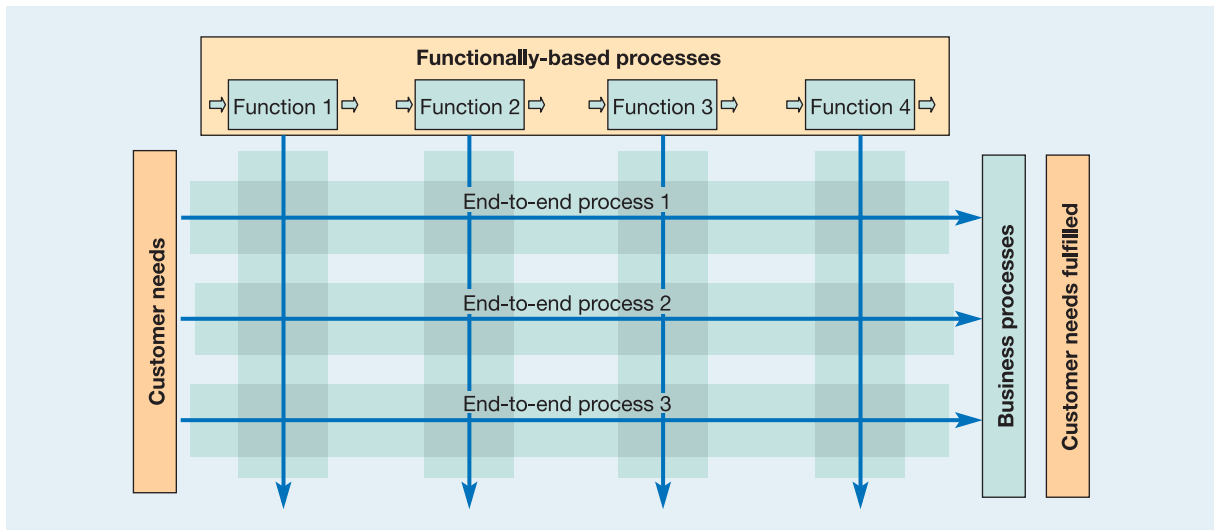 Functionally-based processes
Function 1
Function 2
Function 3
Function 4
Customer needs
End-to-end process 1
End-to-end process 2
End-to-end process 3
Business processes
Customer needs fulfilled